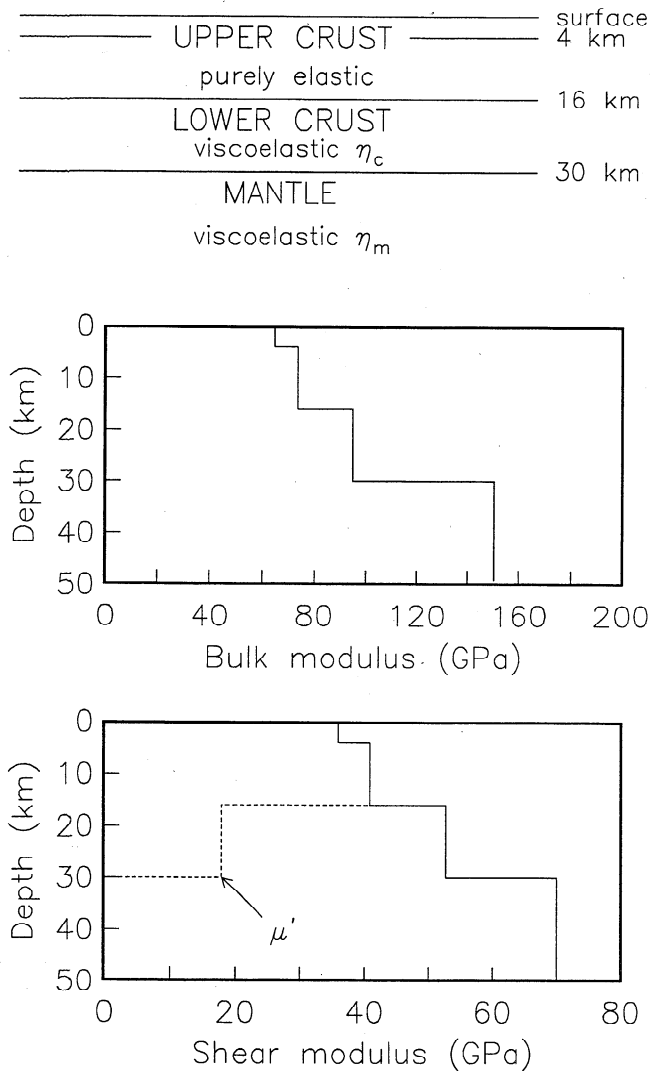 surface
UPPER CRUST
4 km
purely elastic
16 km
LOWER CRUST
viscoelastic η_c
30 km
MANTLE
viscoelastic η_m
Depth (km)
0
10
20
30
40
50
0 40 80 120 160 200
Bulk modulus (GPa)
Depth (km)
0
10
20
30
40
50
μ'
0 20 40 60 80
Shear modulus (GPa)